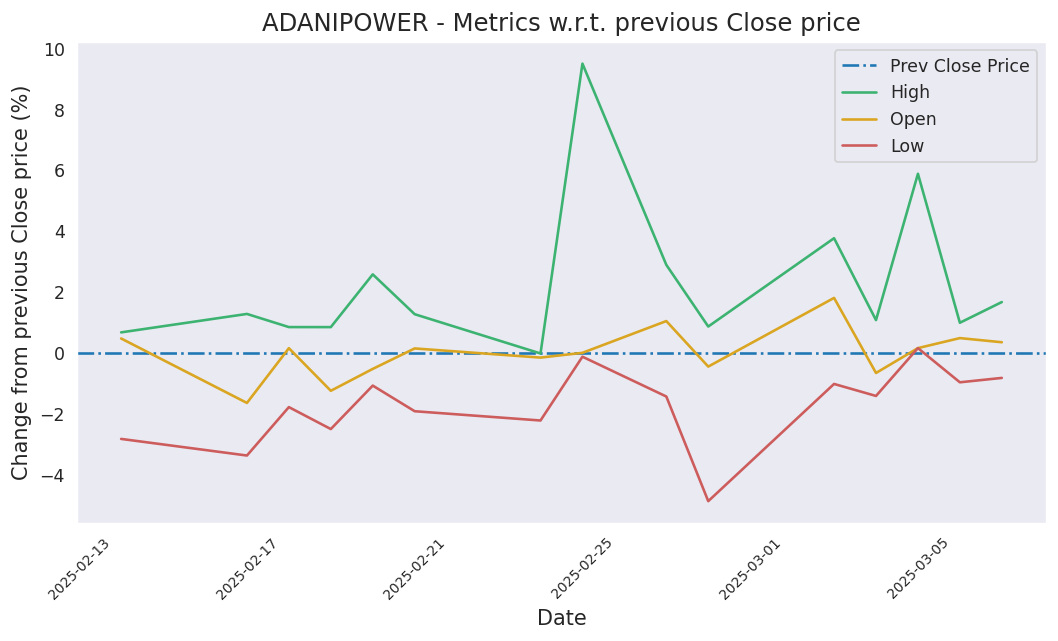 ADANIPOWER - Metrics w.r.t. previous Close price
Change from previous Close price (%)
10
8
6
4
2
0
−2
−4
Prev Close Price
High
Open
Low
2025-02-13
2025-02-17
2025-02-21
2025-02-25
2025-03-01
2025-03-05
Date